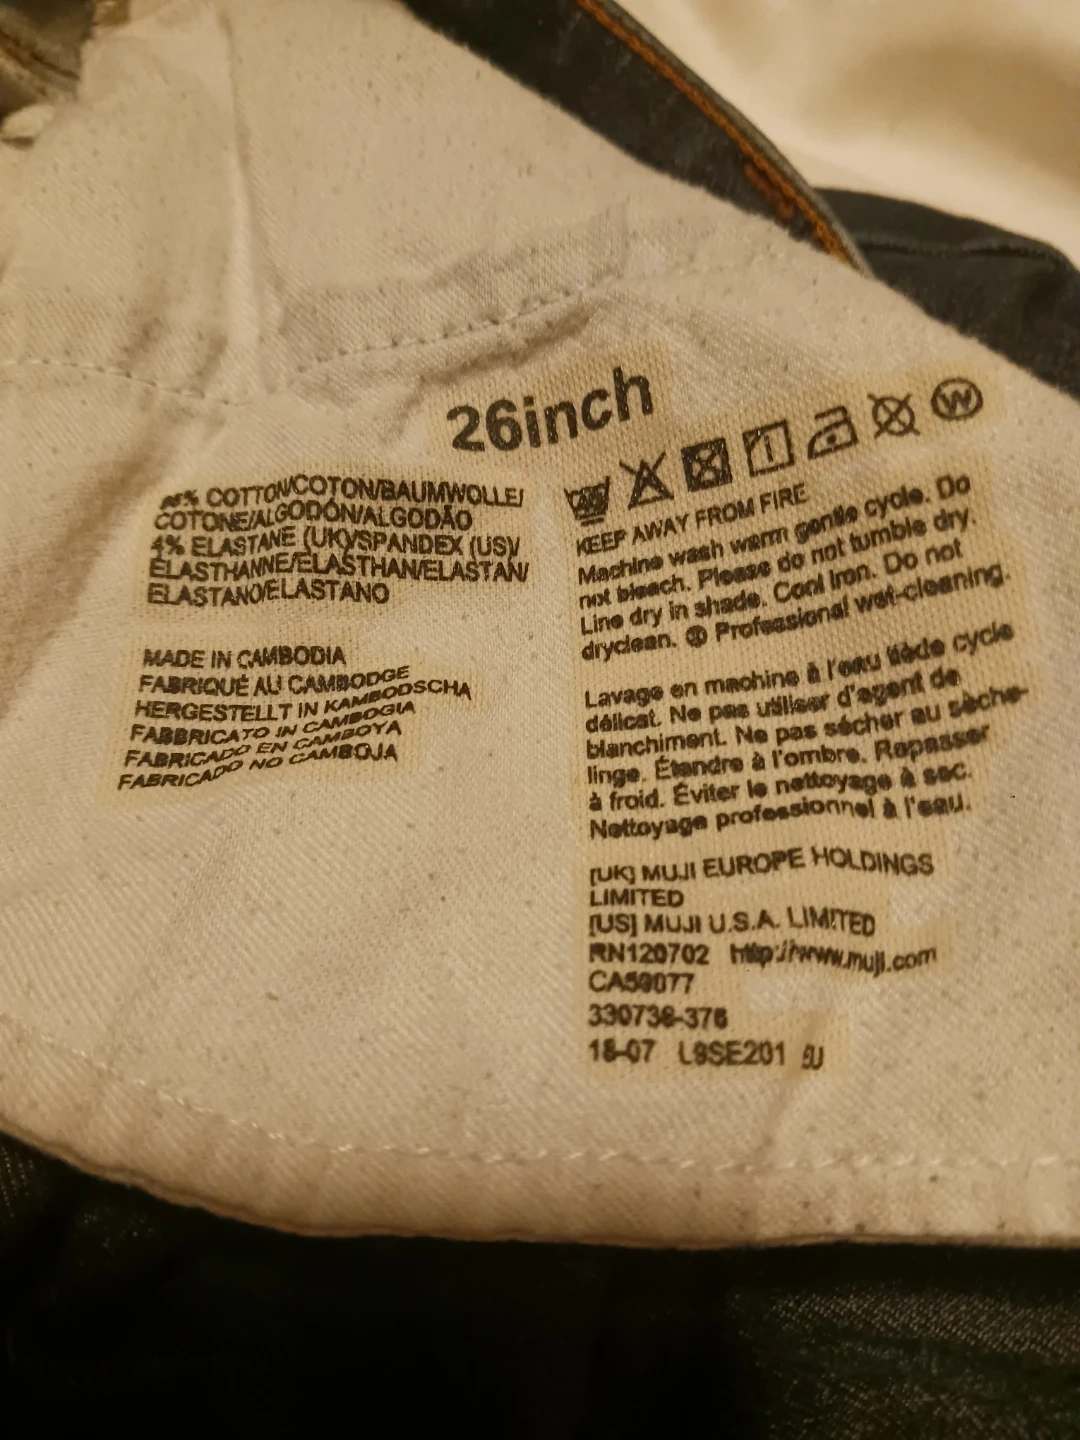 26inch
% COTTON/COTON/BAUMWOLLE/
COTONE/ALGODÓN/ALGODÃO
4% ELASTANE (UK)/SPANDEX (US)/
ÉLASTHANNE/ELASTHAN/ELASTAN/
ELASTANO/ELASTANO
MADE IN CAMBODIA
FABRIQUÉ AU CAMBODGE
HERGESTELLT IN KAMBODSCHA
FABBRICATO IN CAMBOGIA
FABRICADO EN CAMBOYA
FABRICADO NO CAMBOJA
W
KEEP AWAY FROM FIRE
Machine wash warm gentle cycle. Do
not bleach. Please do not tumble dry.
Line dry in shade. Cool Iron. Do not
dryclean. Ⓦ Professional wet-cleaning.
Lavage en machine à l'eau tiède cycle
délicat. Ne pas utiliser d'agent de
blanchiment. Ne pas sécher au sèche-
linge. Étendre à l'ombre. Repasser
à froid. Éviter le nettoyage à sec.
Nettoyage professionnel à l'eau.
[UK] MUJI EUROPE HOLDINGS
LIMITED
[US] MUJI U.S.A. LIMITED
RN120702 http://www.muji.com
CA50077
330738-376
18-07 L9SE201